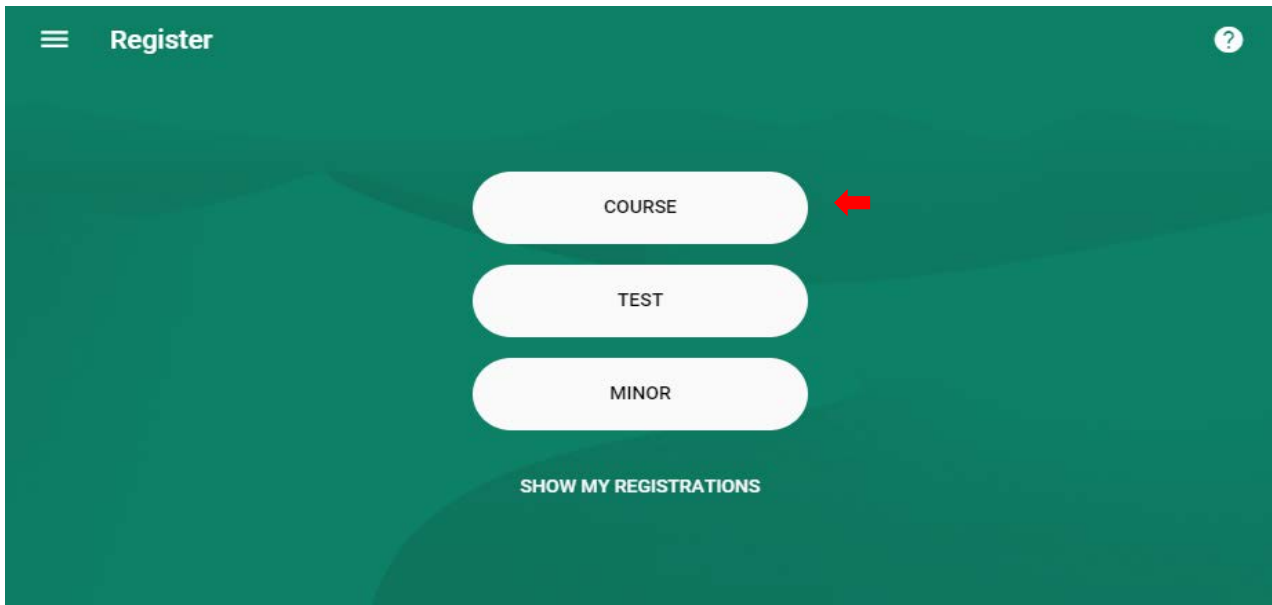 Register
?
COURSE
TEST
MINOR
SHOW MY REGISTRATIONS